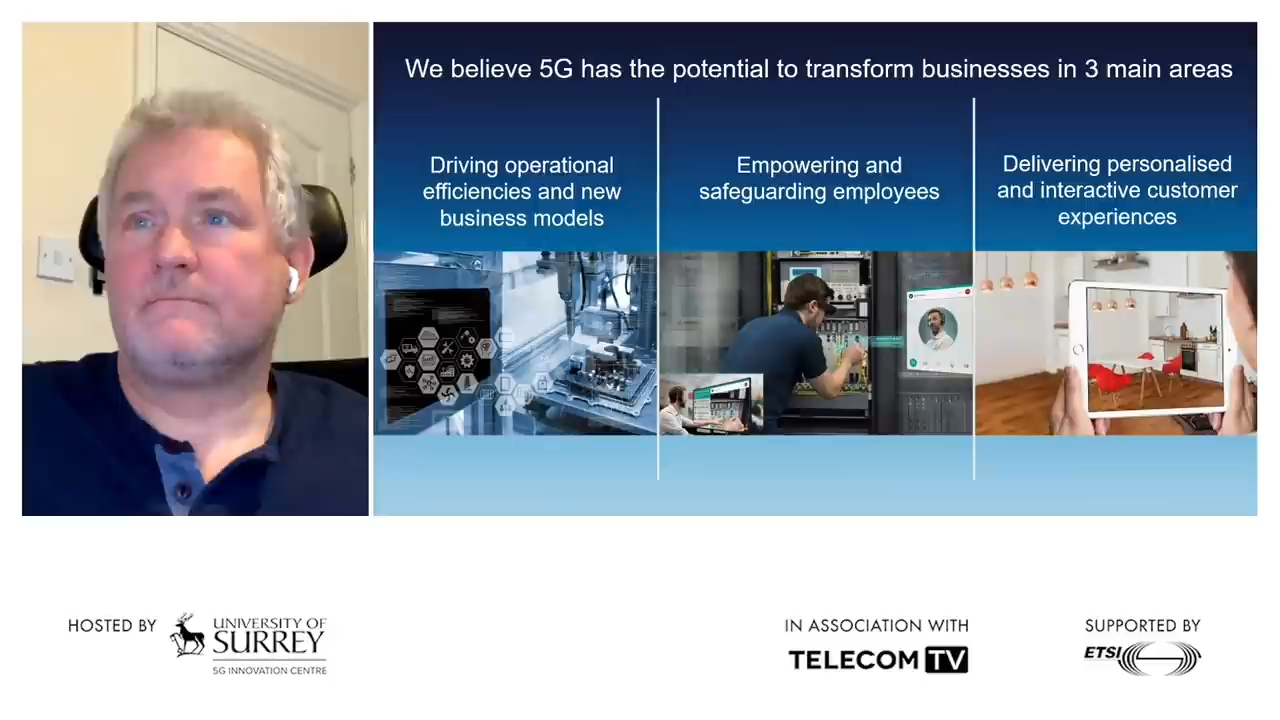 We believe 5G has the potential to transform businesses in 3 main areas
Driving operational
efficiencies and new
business models
Empowering and
safeguarding employees
Delivering personalised
and interactive customer
experiences
HOSTED BY
UNIVERSITY OF
SURREY
5G INNOVATION CENTRE
IN ASSOCIATION WITH
TELECOM TV
SUPPORTED BY
ETSI